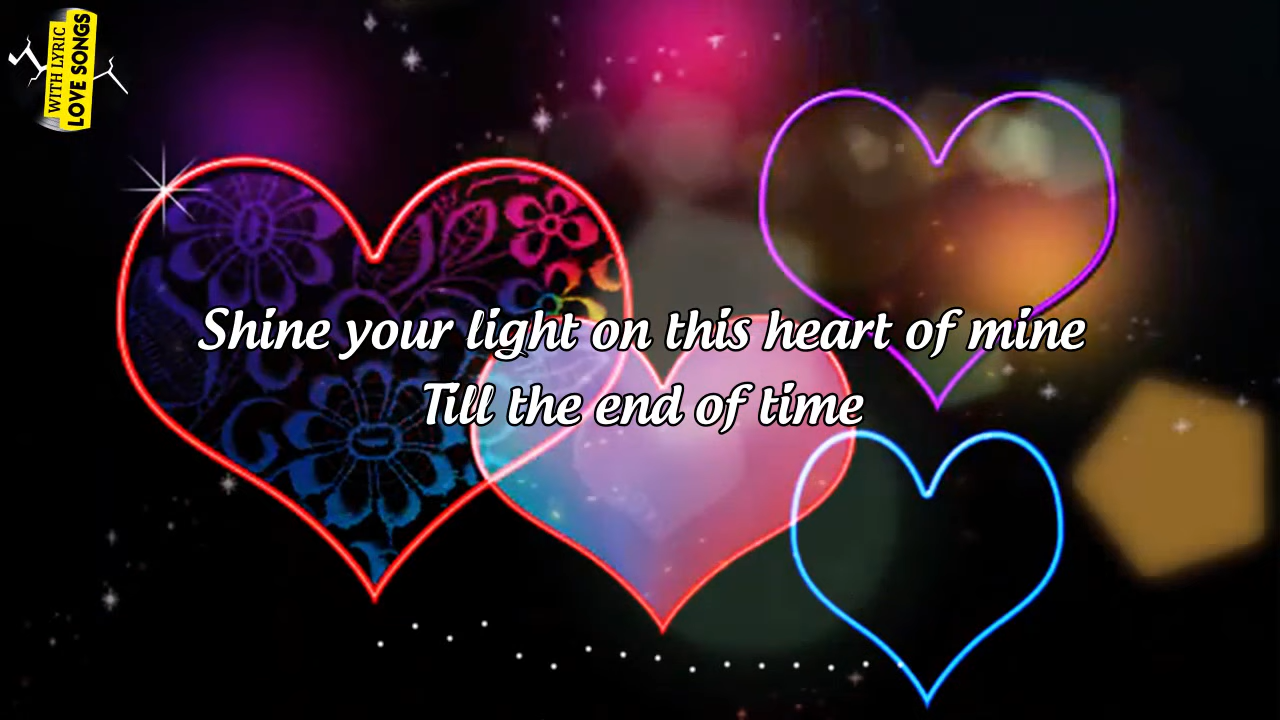 WITH LYRIC
LOVE SONGS
Shine your light on this heart of mine
Till the end of time